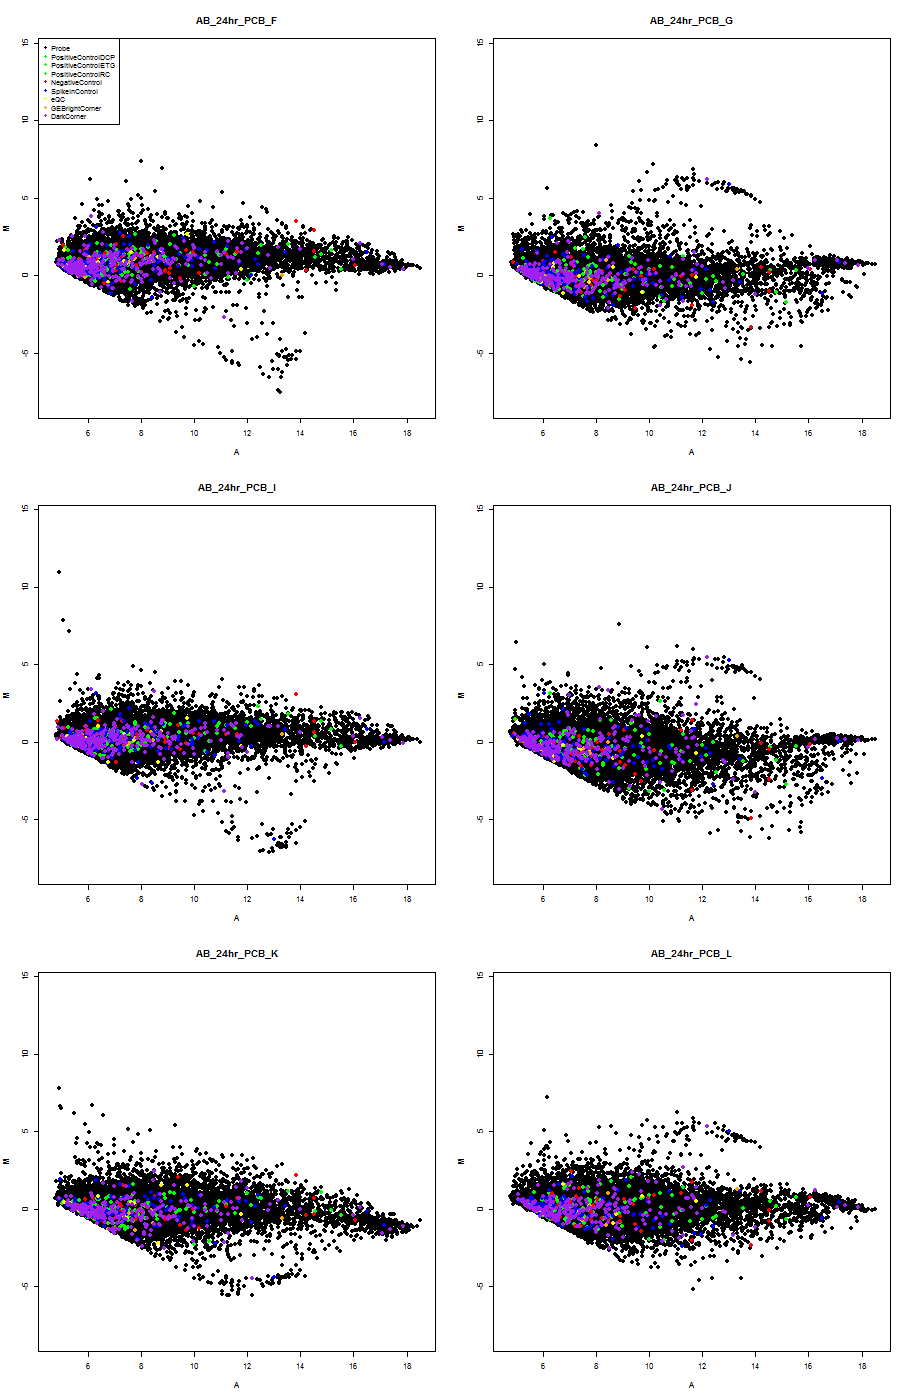 AB_24hr_PCB_F
AB_24hr_PCB_G
15
10
5
0
-5
M
Probe
PositiveControlDCP
PositiveControlETG
PositiveControlRC
NegativeControl
SpikeInControl
eQC
GEBrightCorner
DarkCorner
6 8 10 12 14 16 18
A
15
10
5
0
-5
M
6 8 10 12 14 16 18
A
AB_24hr_PCB_I
AB_24hr_PCB_J
15
10
5
0
-5
M
6 8 10 12 14 16 18
A
15
10
5
0
-5
M
6 8 10 12 14 16 18
A
AB_24hr_PCB_K
AB_24hr_PCB_L
15
10
5
0
-5
M
6 8 10 12 14 16 18
A
15
10
5
0
-5
M
6 8 10 12 14 16 18
A